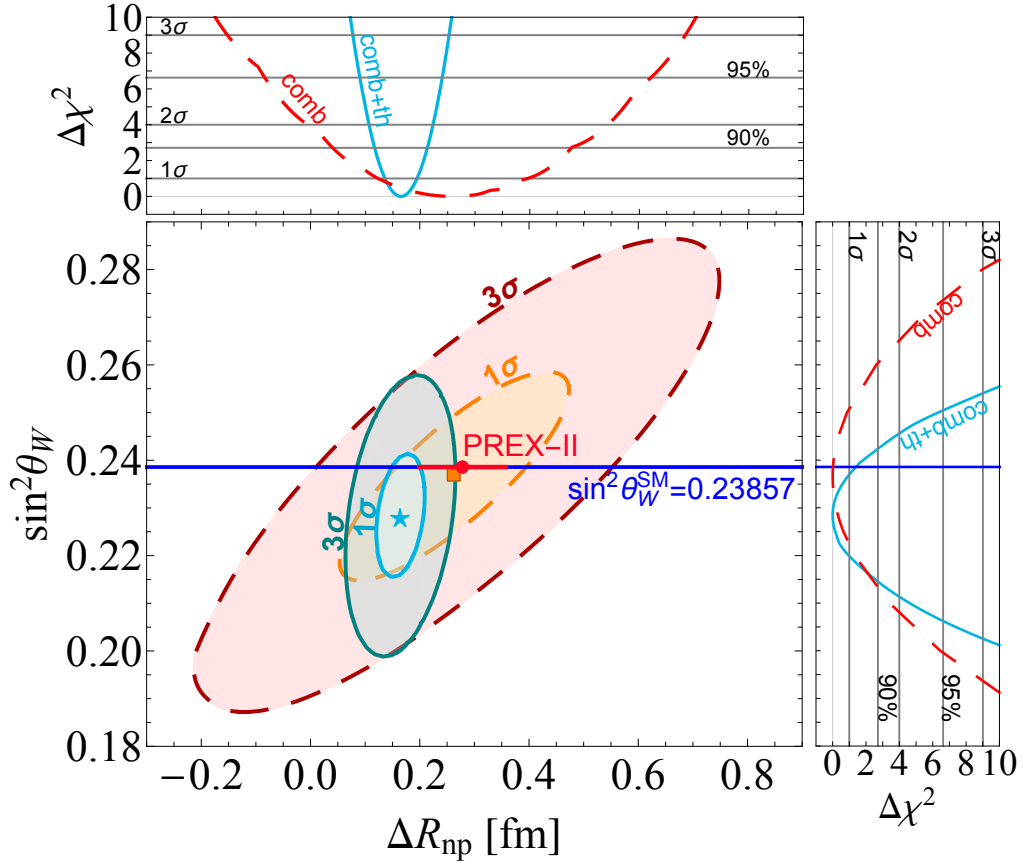 10
8
6
4
2
0
Δχ²
3σ
2σ
1σ
95%
90%
comb
comb+th
0.28
0.26
0.24
0.22
0.20
0.18
sin²θ_W
3σ
1σ
PREX-II
sin²θ_W^SM=0.23857
3σ
1σ
−0.2 0.0 0.2 0.4 0.6 0.8
ΔR_np [fm]
1σ 2σ 3σ
comb
comb+th
90% 95%
0 2 4 6 8 10
Δχ²